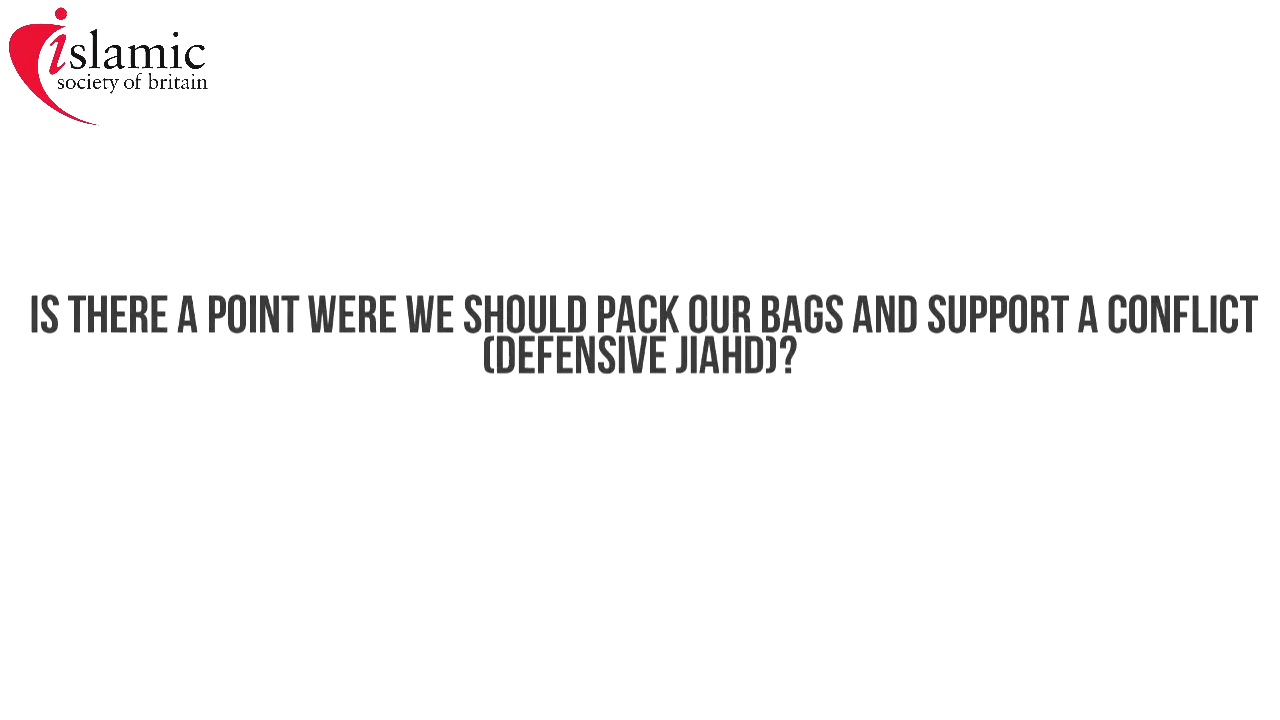 islamic
society of britain
IS THERE A POINT WERE WE SHOULD PACK OUR BAGS AND SUPPORT A CONFLICT
(DEFENSIVE JIAHD)?